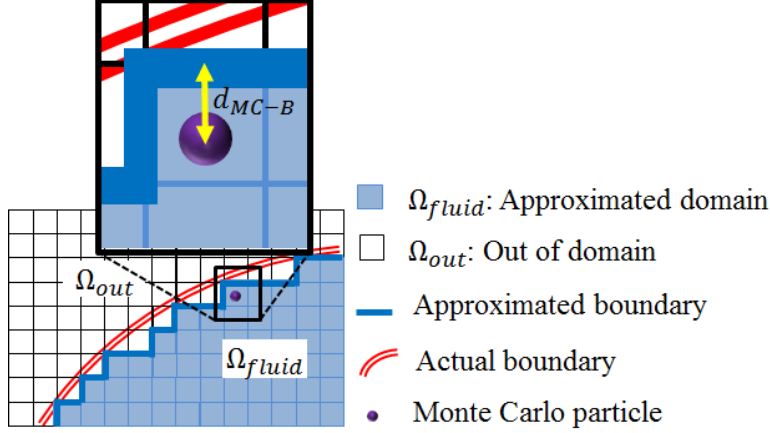 d_{MC-B}
Ω_{out}
Ω_{fluid}
Ω_{fluid}: Approximated domain
Ω_{out}: Out of domain
Approximated boundary
Actual boundary
Monte Carlo particle